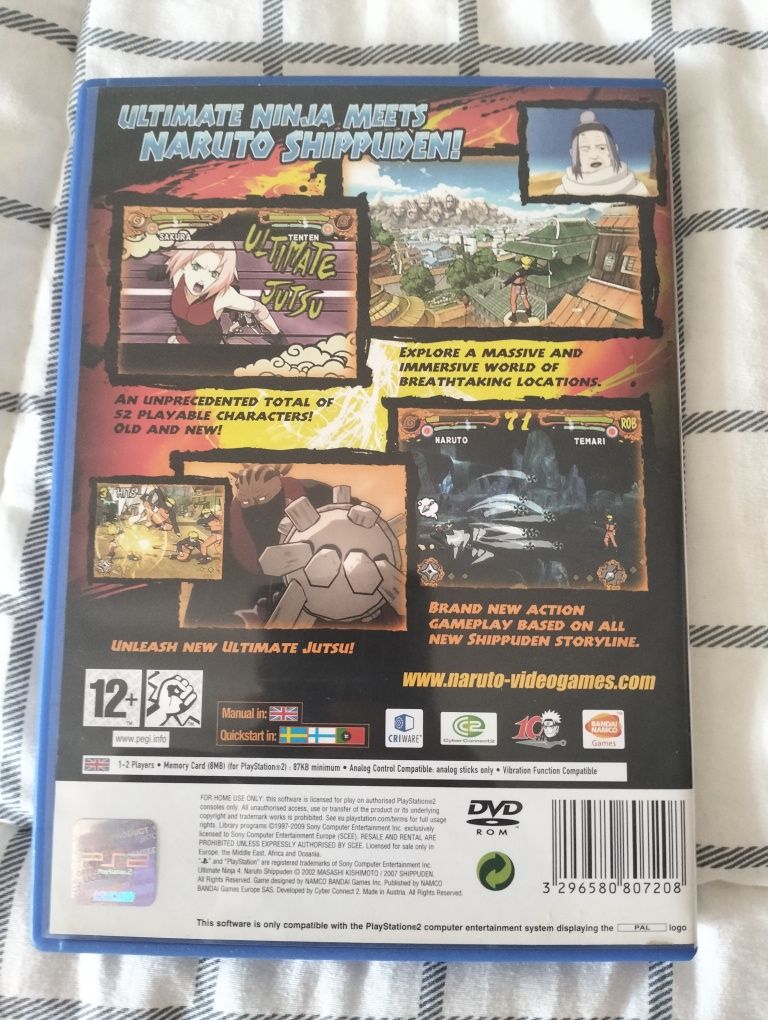 ULTIMATE NINJA MEETS
NARUTO SHIPPUDEN!
SAKURA
TENTEN
ULTIMATE
JUTSU
EXPLORE A MASSIVE AND
IMMERSIVE WORLD OF
BREATHTAKING LOCATIONS.
AN UNPRECEDENTED TOTAL OF
52 PLAYABLE CHARACTERS!
OLD AND NEW!
71
ROB
NARUTO
TEMARI
3 HITS
BRAND NEW ACTION
GAMEPLAY BASED ON ALL
NEW SHIPPUDEN STORYLINE.
UNLEASH NEW ULTIMATE JUTSU!
www.naruto-videogames.com
12+
www.pegi.info
Manual in:
Quickstart in:
CRIWARE
CyberConnect2
10th
BANDAI
NAMCO
Games
1-2 Players • Memory Card (8MB) (for PlayStation®2) : 87KB minimum • Analog Control Compatible: analog sticks only • Vibration Function Compatible
FOR HOME USE ONLY: this software is licensed for play on authorised PlayStation®2
consoles only. All unauthorised access, use or transfer of the product or its underlying
copyright and trademark works is prohibited. See eu.playstation.com/terms for full usage
rights. Library programs ©1997-2009 Sony Computer Entertainment Inc. exclusively
licensed to Sony Computer Entertainment Europe (SCEE). RESALE AND RENTAL ARE
PROHIBITED UNLESS EXPRESSLY AUTHORISED BY SCEE. Licensed for sale only in
Europe, the Middle East, Africa and Oceania.
" " and "PlayStation" are registered trademarks of Sony Computer Entertainment Inc.
Ultimate Ninja 4: Naruto Shippuden © 2002 MASASHI KISHIMOTO / 2007 SHIPPUDEN.
All Rights Reserved. Game designed by NAMCO BANDAI Games Inc. Published by NAMCO
BANDAI Games Europe SAS. Developed by Cyber Connect 2. Made in Austria. All Rights Reserved.
DVD
ROM
PS2
PlayStation 2
3 296580 807208
This software is only compatible with the PlayStation®2 computer entertainment system displaying the PAL logo